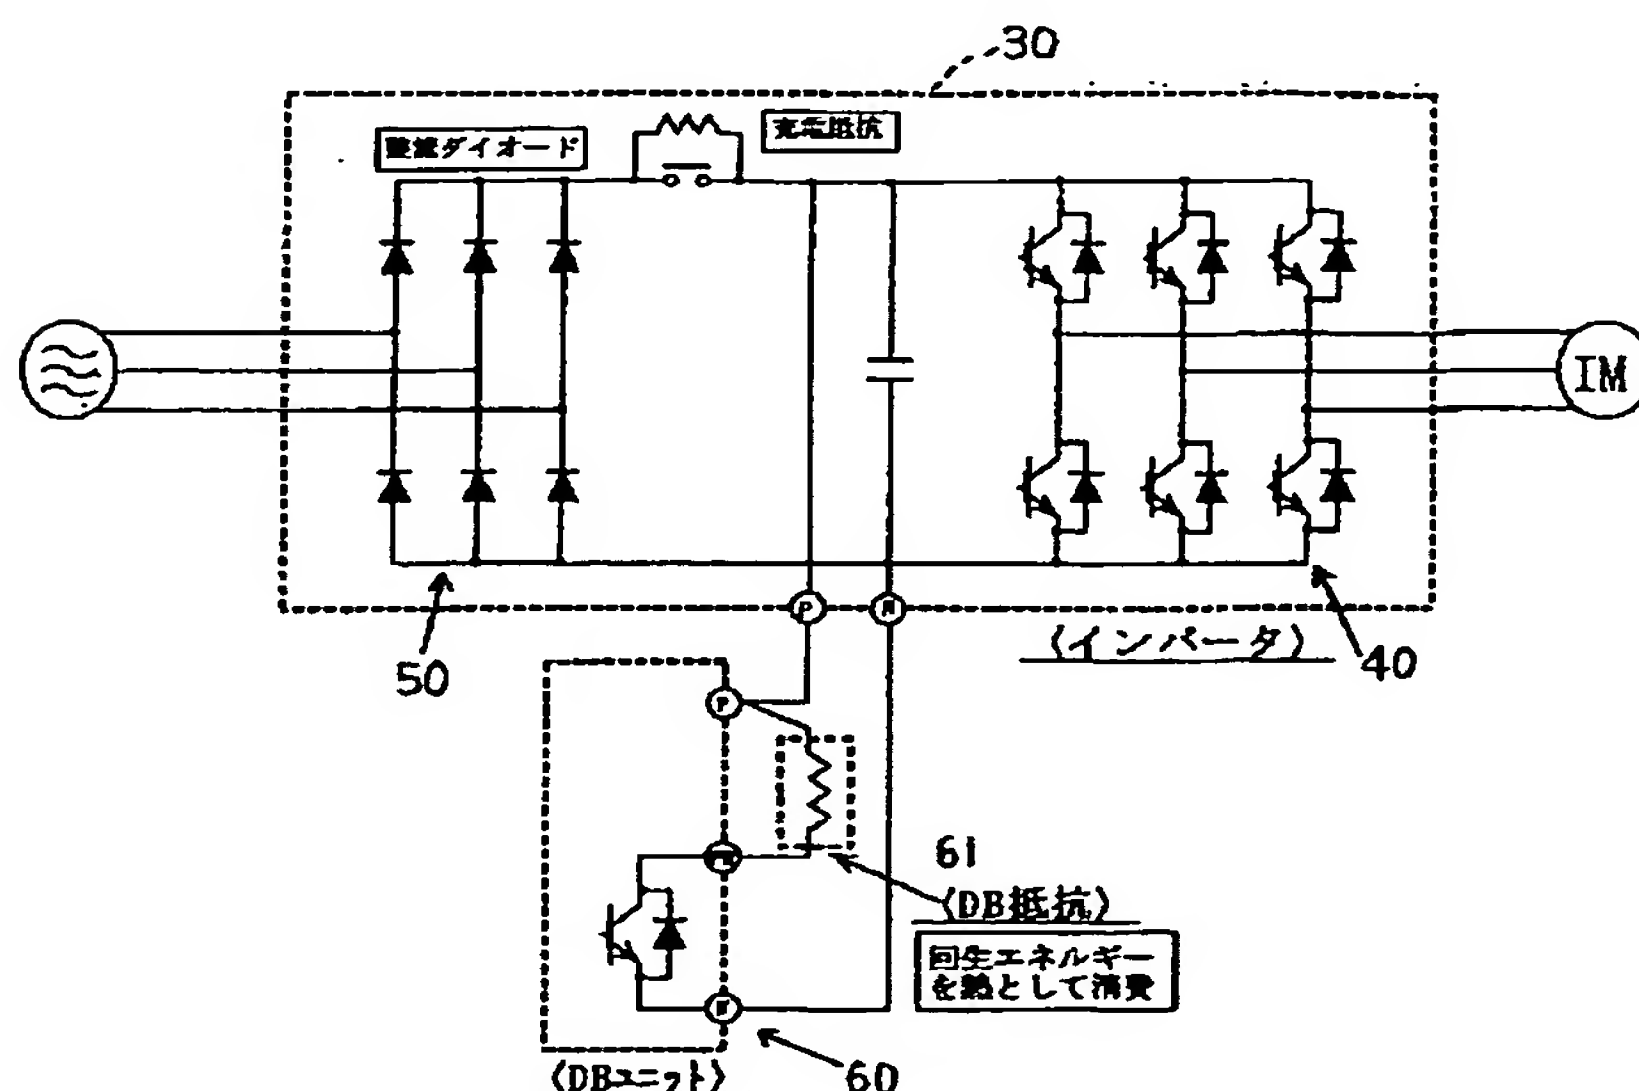 30
整流ダイオード
充電抵抗
IM
P
N
50
〈インバータ〉
40
P
61
〈DB抵抗〉
回生エネルギー
を熱として消費
N
60
〈DBユニット〉